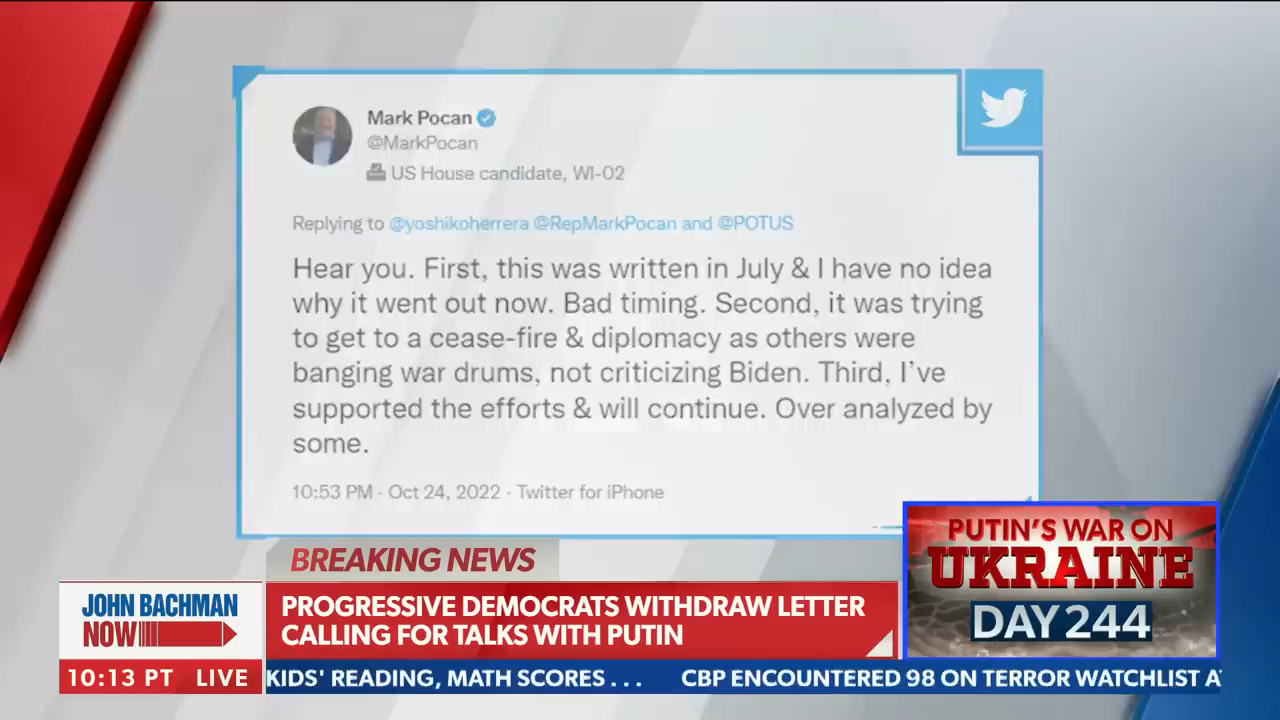 Mark Pocan
@MarkPocan
US House candidate, WI-02
Replying to @yoshikoherrera @RepMarkPocan and @POTUS
Hear you. First, this was written in July & I have no idea
why it went out now. Bad timing. Second, it was trying
to get to a cease-fire & diplomacy as others were
banging war drums, not criticizing Biden. Third, I've
supported the efforts & will continue. Over analyzed by
some.
10:53 PM · Oct 24, 2022 · Twitter for iPhone
PUTIN'S WAR ON
UKRAINE
DAY 244
BREAKING NEWS
JOHN BACHMAN
NOW
PROGRESSIVE DEMOCRATS WITHDRAW LETTER
CALLING FOR TALKS WITH PUTIN
10:13 PT LIVE
KIDS' READING, MATH SCORES . . . CBP ENCOUNTERED 98 ON TERROR WATCHLIST